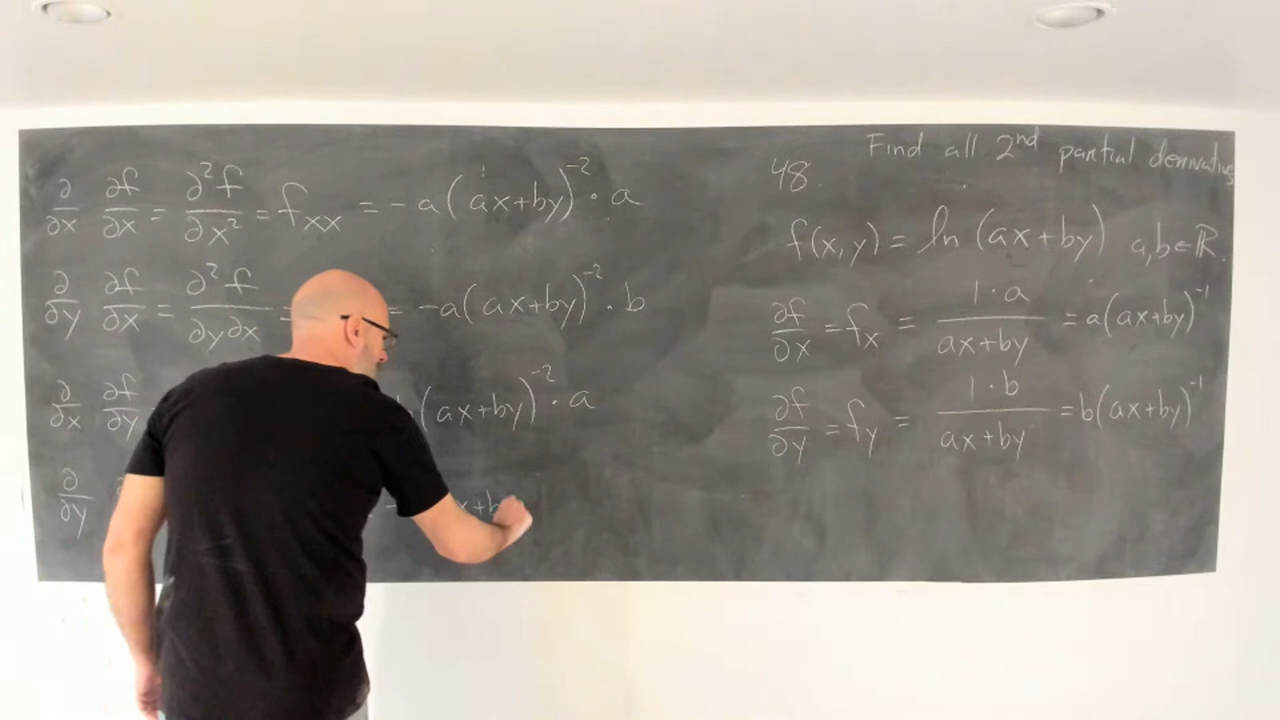 Find all 2nd partial derivatives
48.
f(x,y) = ln (ax+by) a,b∈ℝ.
∂f/∂x = f_x = 1·a/(ax+by) = a(ax+by)^-1
∂f/∂y = f_y = 1·b/(ax+by) = b(ax+by)^-1
∂/∂x ∂f/∂x = ∂²f/∂x² = f_xx = -a(ax+by)^-2 · a
∂/∂y ∂f/∂x = ∂²f/∂y∂x = = -a(ax+by)^-2 · b
∂/∂x ∂f/∂y (ax+by)^-2 · a
∂/∂y x+b